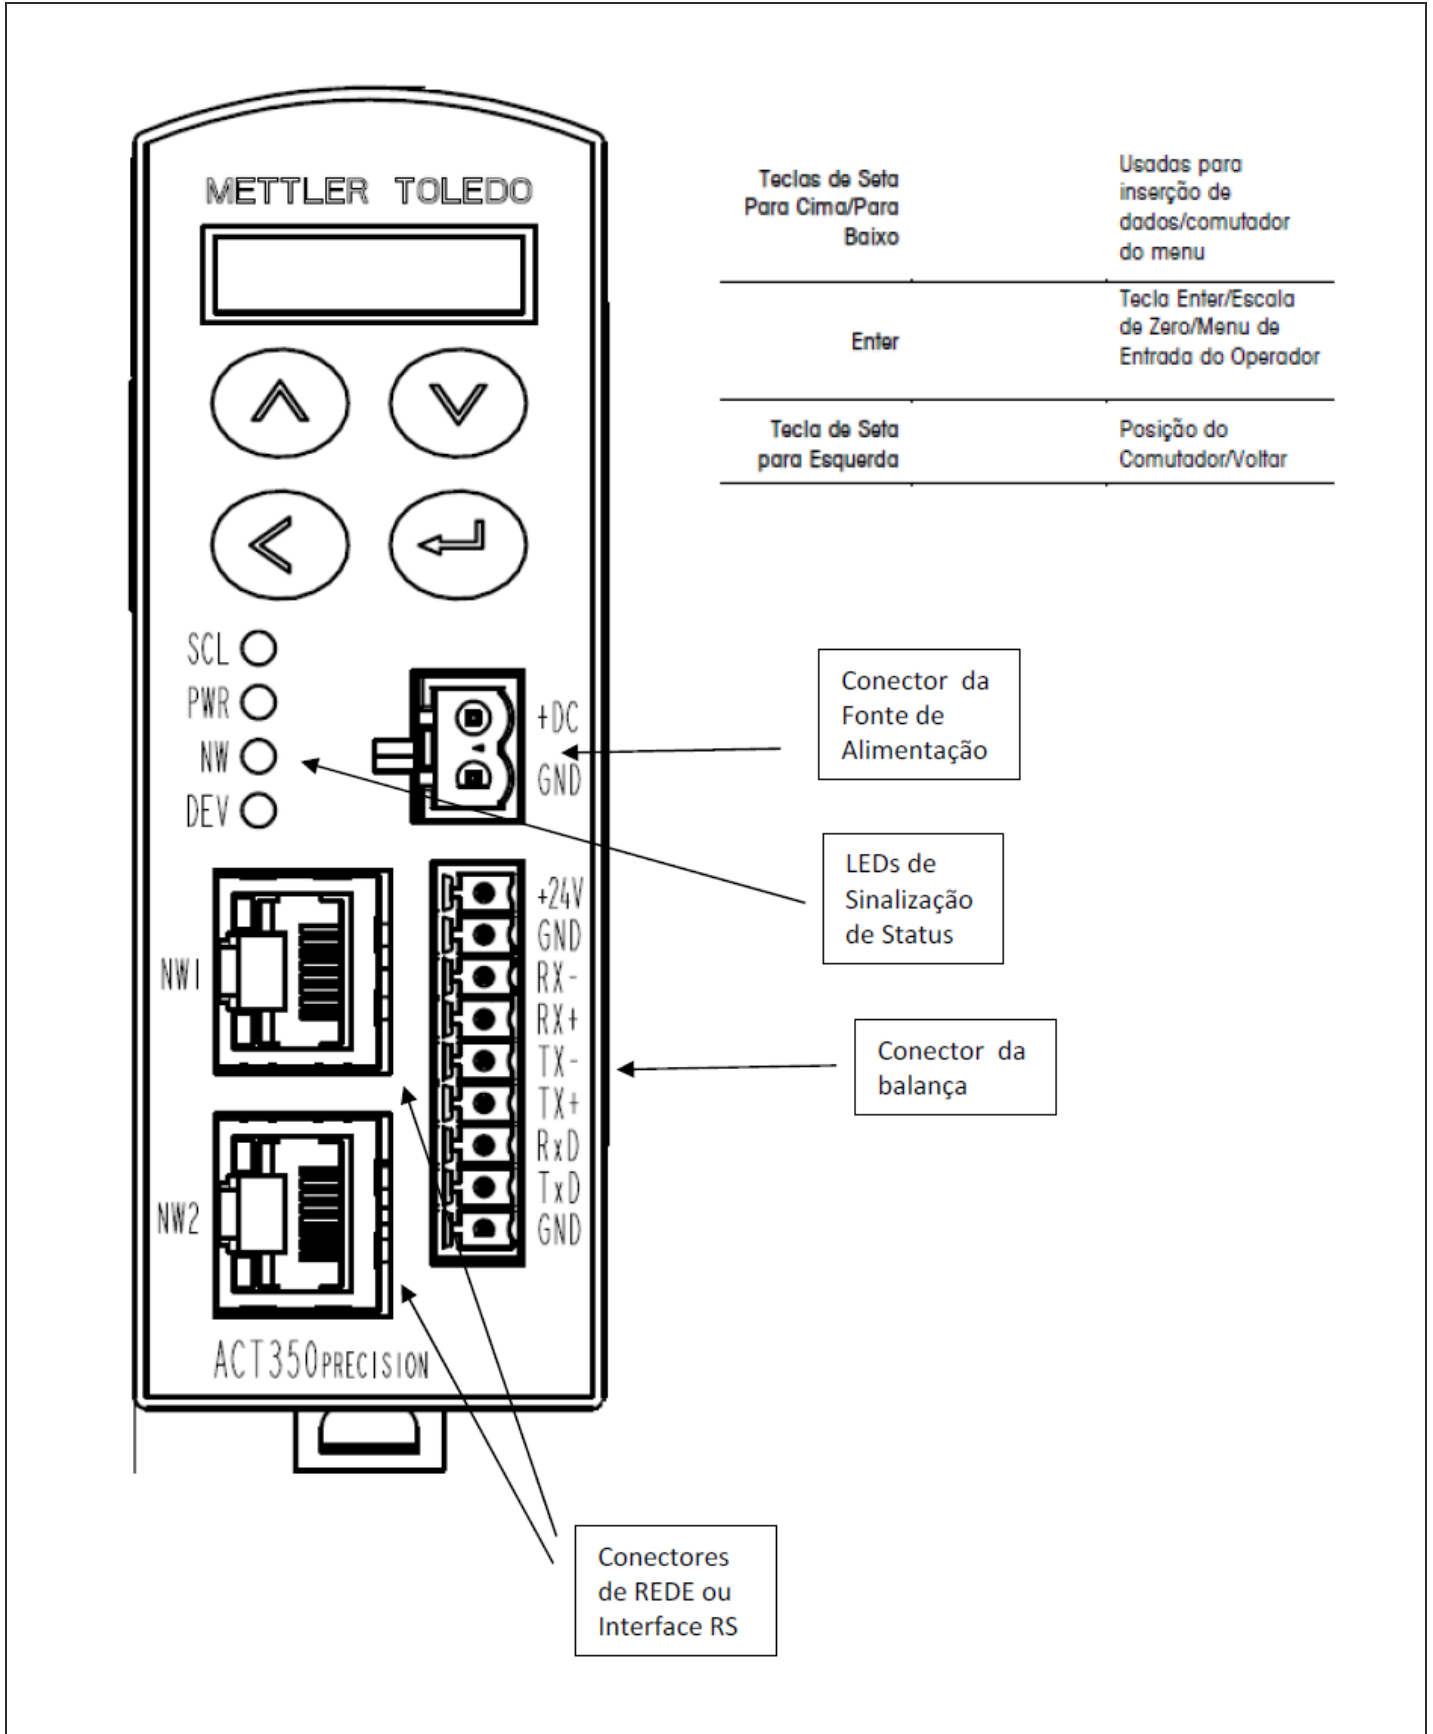 METTLER TOLEDO
Teclas de Seta
Para Cima/Para
Baixo
Usadas para
inserção de
dados/comutador
do menu
Enter
Tecla Enter/Escala
de Zero/Menu de
Entrada do Operador
Tecla de Seta
para Esquerda
Posição do
Comutador/Voltar
SCL
PWR
NW
DEV
+DC
GND
Conector da
Fonte de
Alimentação
LEDs de
Sinalização
de Status
+24V
GND
RX-
RX+
TX-
TX+
RxD
TxD
GND
NW1
NW2
Conector da
balança
ACT350PRECISION
Conectores
de REDE ou
Interface RS